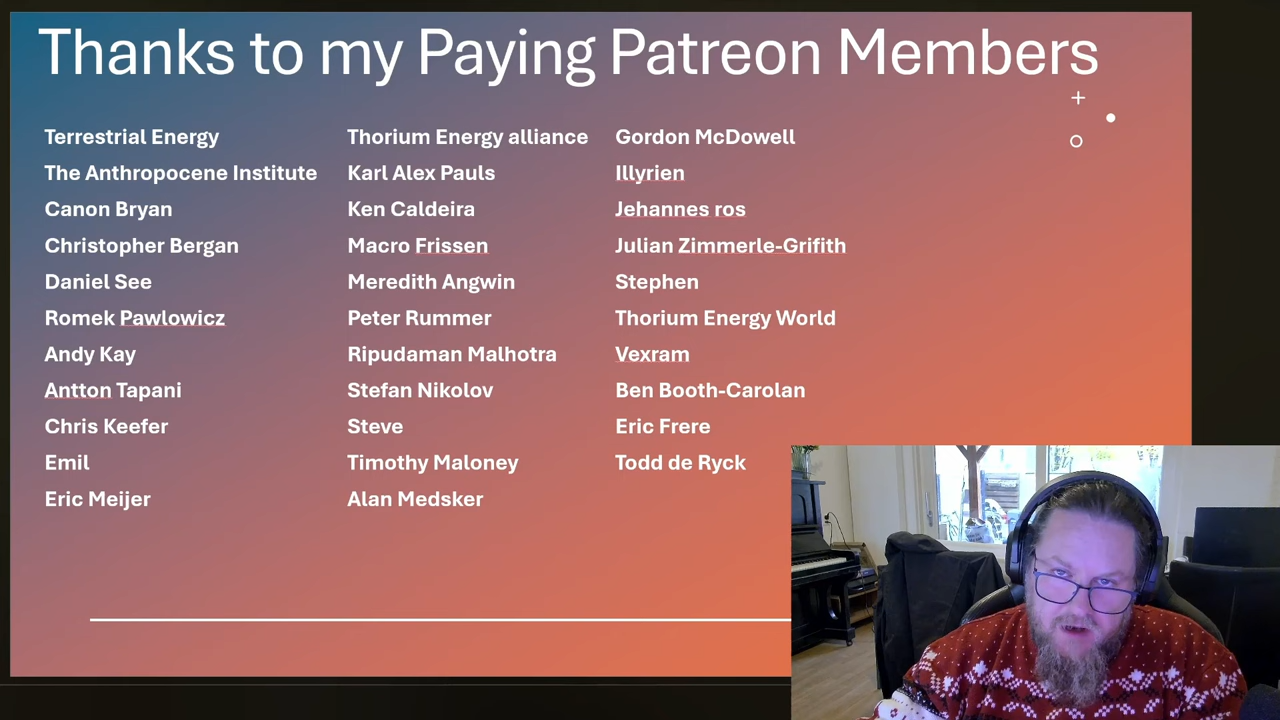 Thanks to my Paying Patreon Members
Terrestrial Energy
The Anthropocene Institute
Canon Bryan
Christopher Bergan
Daniel See
Romek Pawlowicz
Andy Kay
Antton Tapani
Chris Keefer
Emil
Eric Meijer
Thorium Energy alliance
Karl Alex Pauls
Ken Caldeira
Macro Frissen
Meredith Angwin
Peter Rummer
Ripudaman Malhotra
Stefan Nikolov
Steve
Timothy Maloney
Alan Medsker
Gordon McDowell
Illyrien
Jehannes ros
Julian Zimmerle-Grifith
Stephen
Thorium Energy World
Vexram
Ben Booth-Carolan
Eric Frere
Todd de Ryck